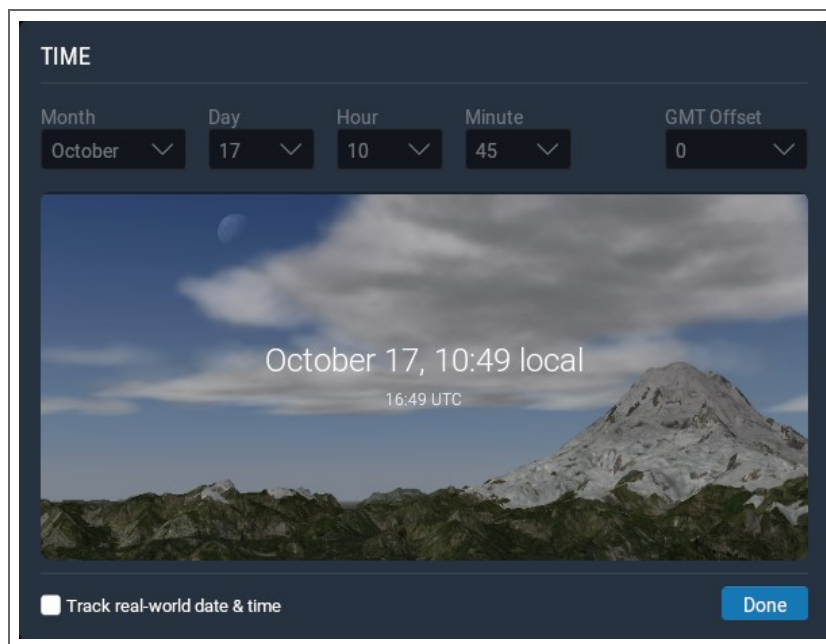 TIME
Month Day Hour Minute GMT Offset
October 17 10 45 0
October 17, 10:49 local
16:49 UTC
Track real-world date & time Done